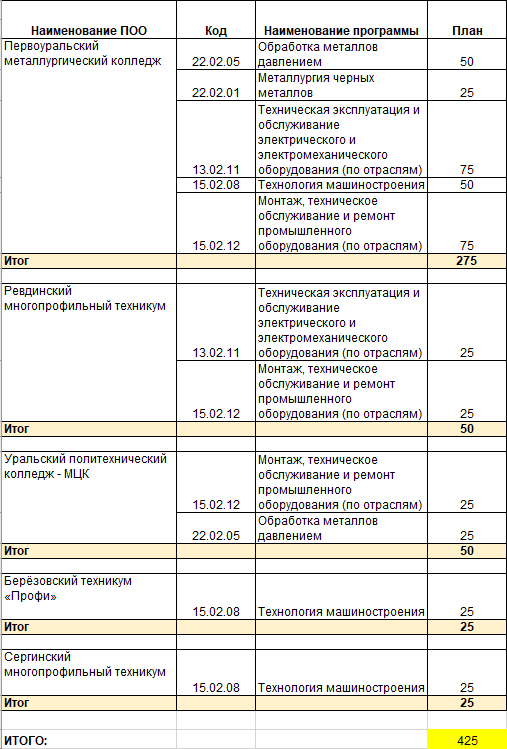 Наименование ПОО Код Наименование программы План
Первоуральский
металлургический колледж
22.02.05
Обработка металлов
давлением
50
22.02.01
Металлургия черных
металлов
25
13.02.11
Техническая эксплуатация и
обслуживание
электрического и
электромеханического
оборудования (по отраслям)
75
15.02.08 Технология машиностроения 50
15.02.12
Монтаж, техническое
обслуживание и ремонт
промышленного
оборудования (по отраслям)
75
Итог 275
Ревдинский
многопрофильный техникум
13.02.11
Техническая эксплуатация и
обслуживание
электрического и
электромеханического
оборудования (по отраслям)
25
15.02.12
Монтаж, техническое
обслуживание и ремонт
промышленного
оборудования (по отраслям)
25
Итог 50
Уральский политехнический
колледж - МЦК
15.02.12
Монтаж, техническое
обслуживание и ремонт
промышленного
оборудования (по отраслям)
25
22.02.05
Обработка металлов
давлением
25
Итог 50
Берёзовский техникум
«Профи»
15.02.08 Технология машиностроения 25
Итог 25
Сергинский
многопрофильный техникум
15.02.08 Технология машиностроения 25
Итог 25
ИТОГО: 425